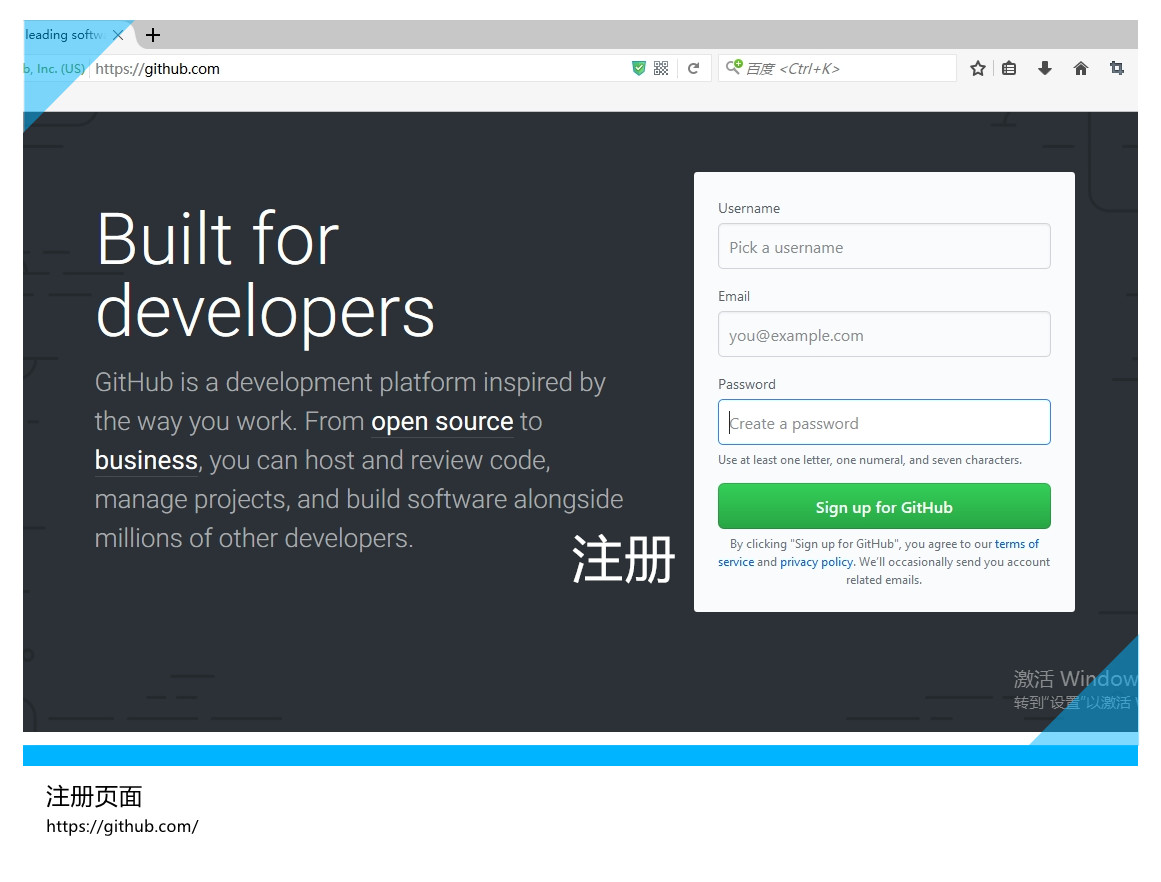 leading softw
b, Inc. (US) https://github.com
百度 <Ctrl+K>
Built for
developers
GitHub is a development platform inspired by
the way you work. From open source to
business, you can host and review code,
manage projects, and build software alongside
millions of other developers.
注册
Username
Pick a username
Email
you@example.com
Password
Create a password
Use at least one letter, one numeral, and seven characters.
Sign up for GitHub
By clicking "Sign up for GitHub", you agree to our terms of
service and privacy policy. We'll occasionally send you account
related emails.
激活 Window
转到“设置”以激活
注册页面
https://github.com/